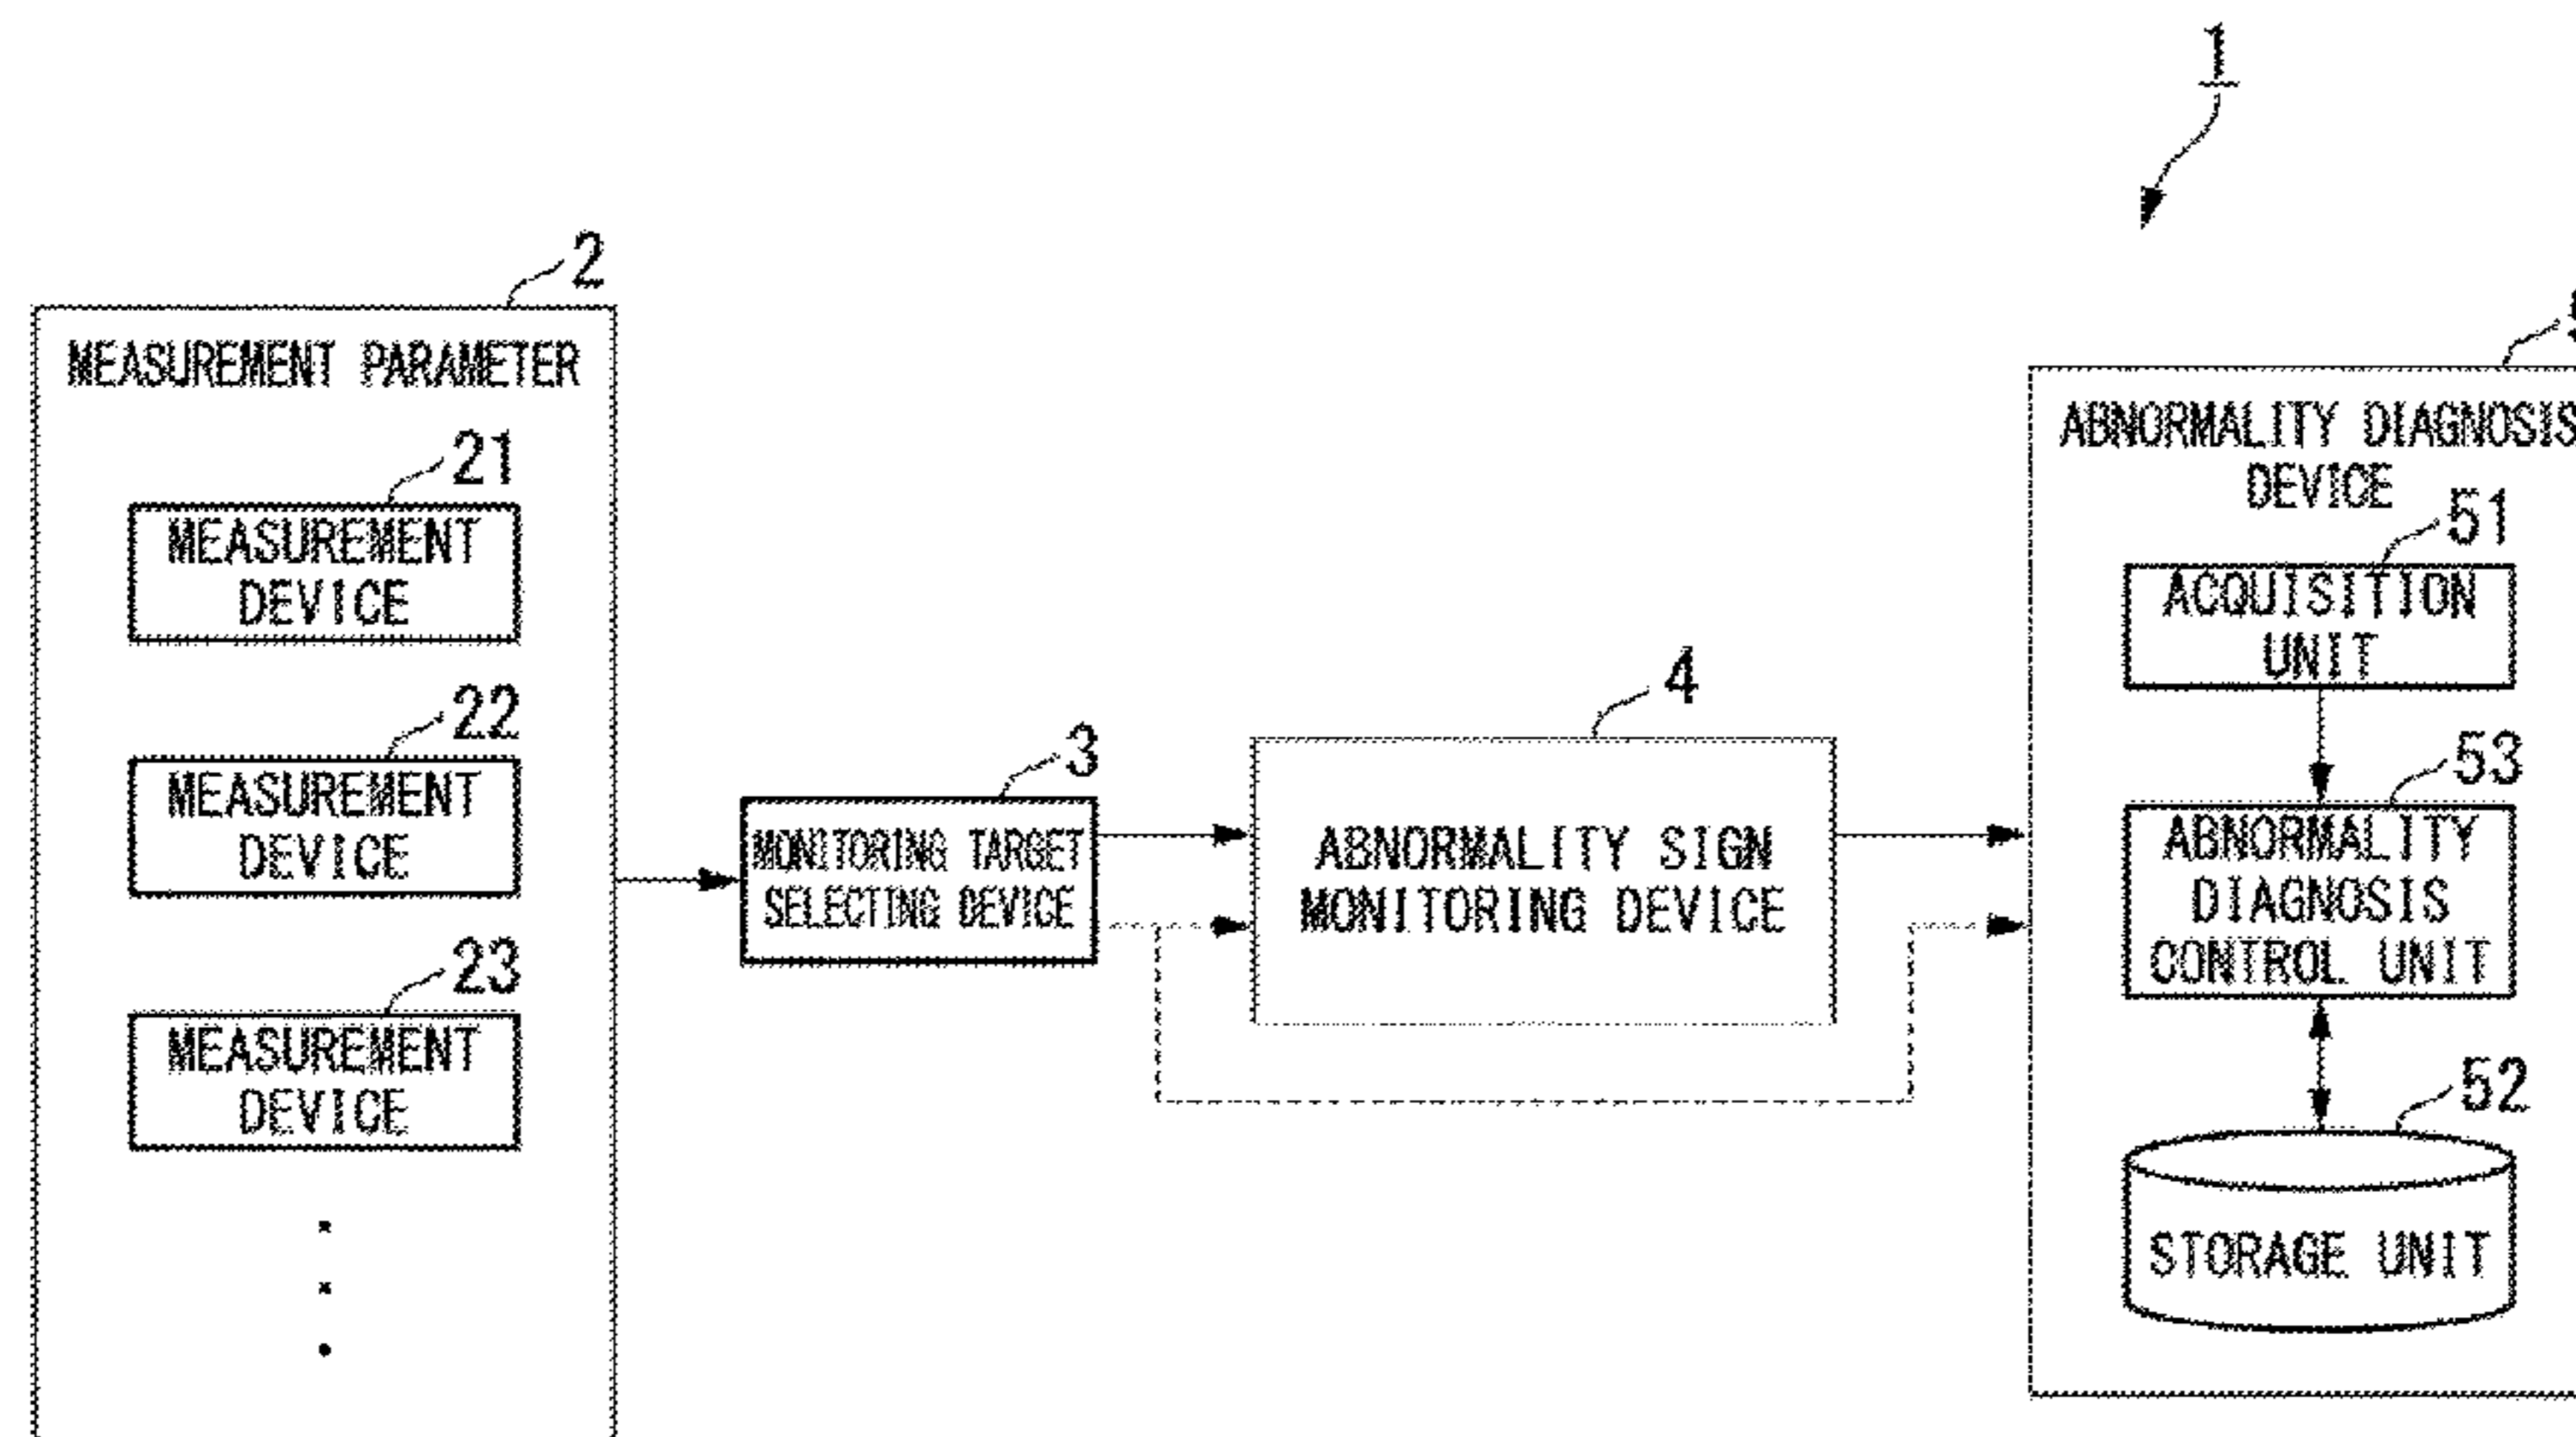 1
2
MEASUREMENT PARAMETER
21
MEASUREMENT
DEVICE
22
MEASUREMENT
DEVICE
23
MEASUREMENT
DEVICE
3
MONITORING TARGET
SELECTING DEVICE
4
ABNORMALITY SIGN
MONITORING DEVICE
ABNORMALITY DIAGNOSIS
DEVICE
51
ACQUISITION
UNIT
53
ABNORMALITY
DIAGNOSIS
CONTROL UNIT
52
STORAGE UNIT